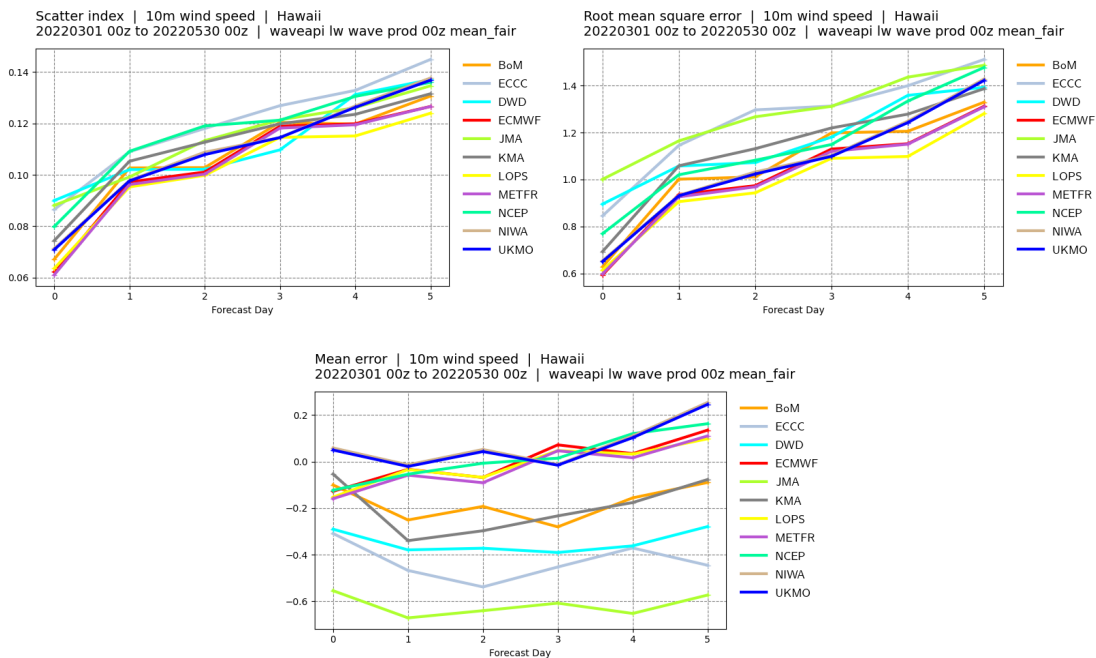 Scatter index | 10m wind speed | Hawaii
20220301 00z to 20220530 00z | waveapi lw wave prod 00z mean_fair
0.14
0.12
0.10
0.08
0.06
0 1 2 3 4 5
Forecast Day
BoM
ECCC
DWD
ECMWF
JMA
KMA
LOPS
METFR
NCEP
NIWA
UKMO
Root mean square error | 10m wind speed | Hawaii
20220301 00z to 20220530 00z | waveapi lw wave prod 00z mean_fair
1.4
1.2
1.0
0.8
0.6
0 1 2 3 4 5
Forecast Day
BoM
ECCC
DWD
ECMWF
JMA
KMA
LOPS
METFR
NCEP
NIWA
UKMO
Mean error | 10m wind speed | Hawaii
20220301 00z to 20220530 00z | waveapi lw wave prod 00z mean_fair
0.2
0.0
−0.2
−0.4
−0.6
0 1 2 3 4 5
Forecast Day
BoM
ECCC
DWD
ECMWF
JMA
KMA
LOPS
METFR
NCEP
NIWA
UKMO